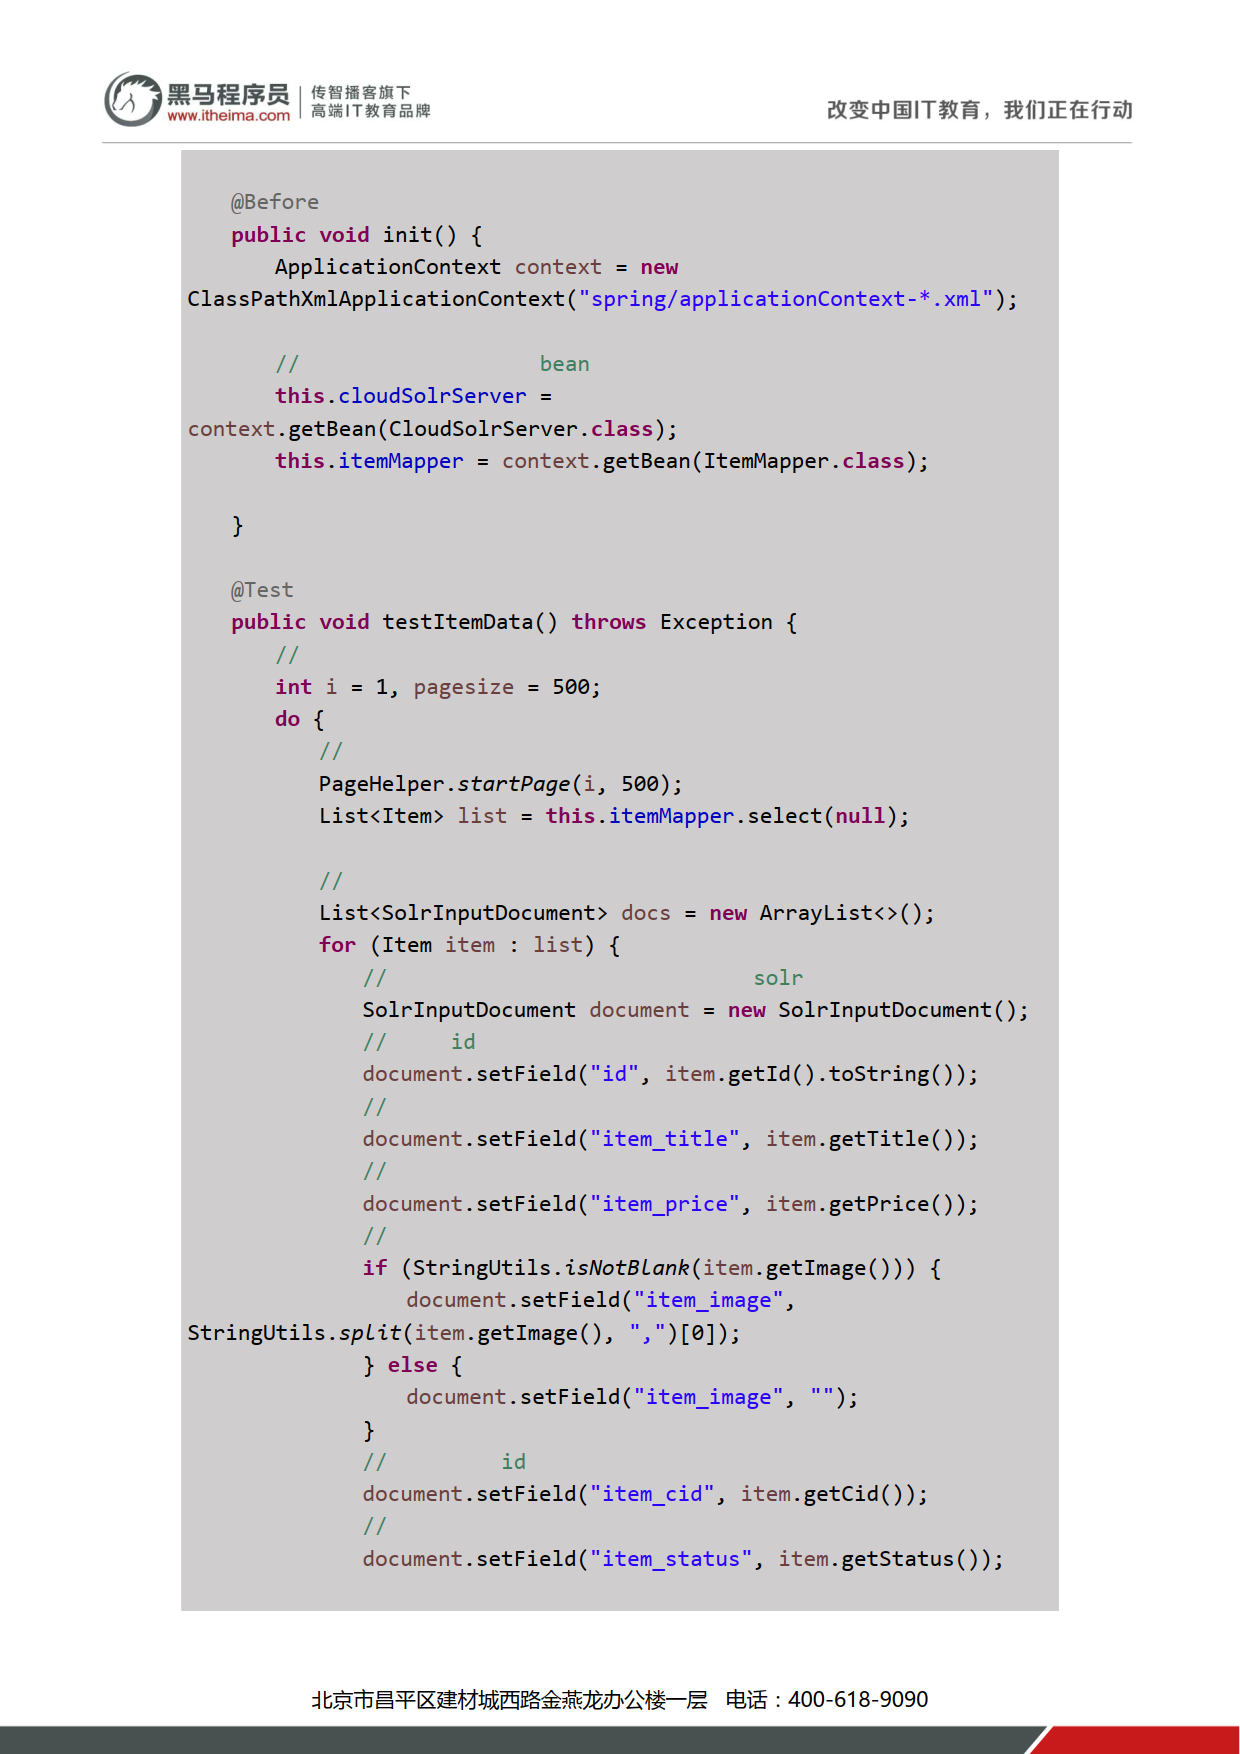 黑马程序员
www.itheima.com
传智播客旗下
高端IT教育品牌
改变中国IT教育，我们正在行动
@Before
public void init() {
ApplicationContext context = new
ClassPathXmlApplicationContext("spring/applicationContext-*.xml");
// bean
this.cloudSolrServer =
context.getBean(CloudSolrServer.class);
this.itemMapper = context.getBean(ItemMapper.class);
}
@Test
public void testItemData() throws Exception {
//
int i = 1, pagesize = 500;
do {
//
PageHelper.startPage(i, 500);
List<Item> list = this.itemMapper.select(null);
//
List<SolrInputDocument> docs = new ArrayList<>();
for (Item item : list) {
// solr
SolrInputDocument document = new SolrInputDocument();
// id
document.setField("id", item.getId().toString());
//
document.setField("item_title", item.getTitle());
//
document.setField("item_price", item.getPrice());
//
if (StringUtils.isNotBlank(item.getImage())) {
document.setField("item_image",
StringUtils.split(item.getImage(), ",")[0]);
} else {
document.setField("item_image", "");
}
// id
document.setField("item_cid", item.getCid());
//
document.setField("item_status", item.getStatus());
北京市昌平区建材城西路金燕龙办公楼一层 电话：400-618-9090